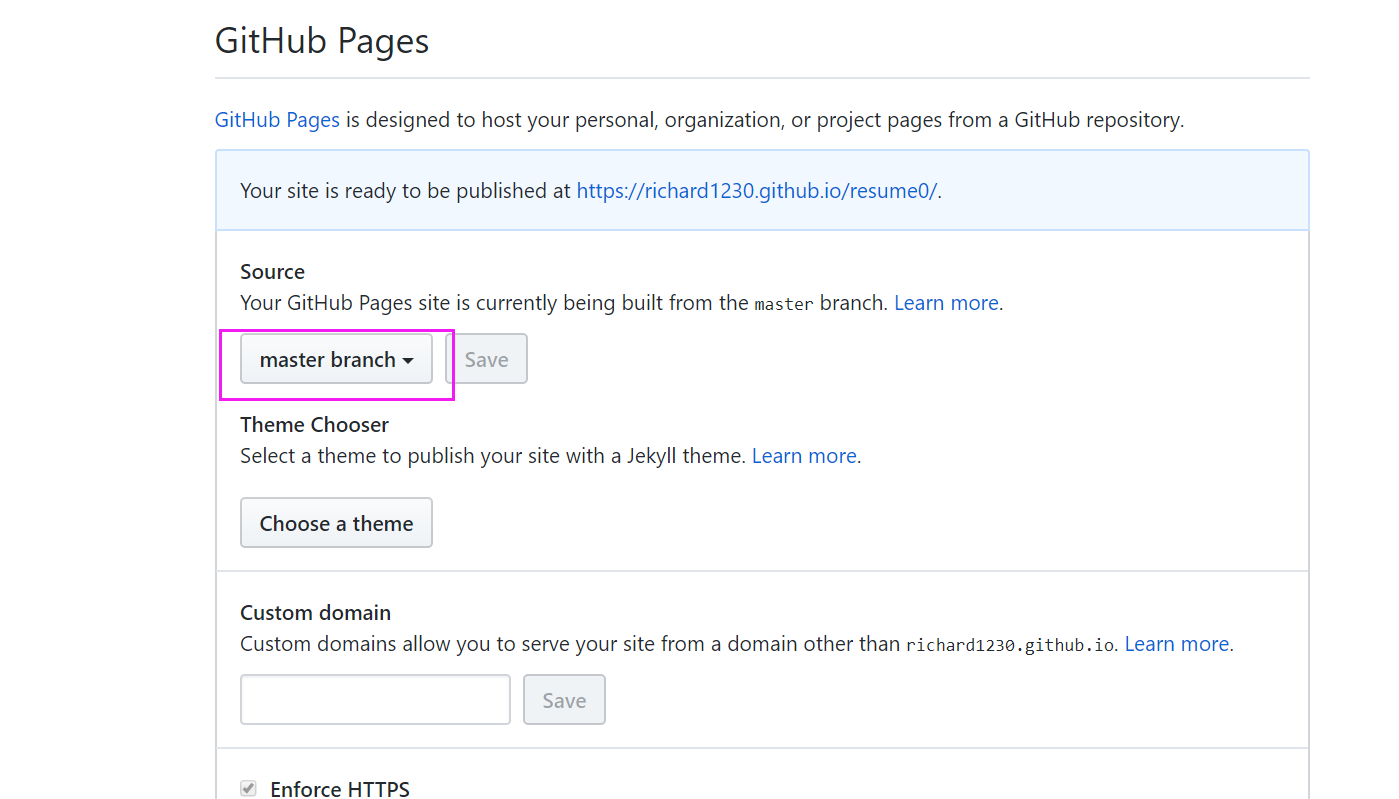 GitHub Pages
GitHub Pages is designed to host your personal, organization, or project pages from a GitHub repository.
Your site is ready to be published at https://richard1230.github.io/resume0/.
Source
Your GitHub Pages site is currently being built from the master branch. Learn more.
master branch Save
Theme Chooser
Select a theme to publish your site with a Jekyll theme. Learn more.
Choose a theme
Custom domain
Custom domains allow you to serve your site from a domain other than richard1230.github.io. Learn more.
Save
Enforce HTTPS